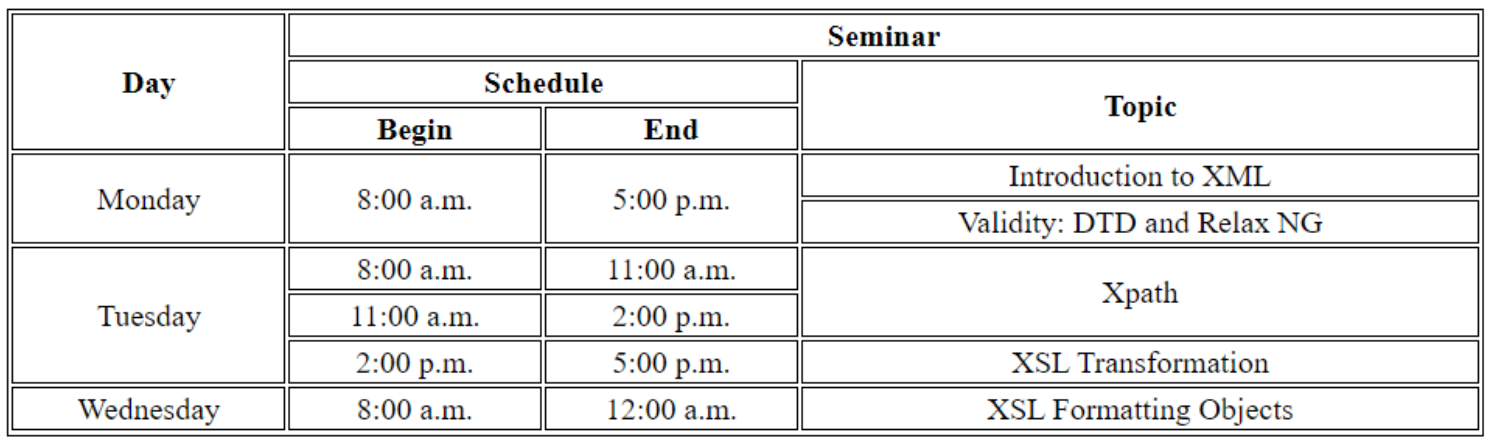 Seminar
Day
Schedule
Topic
Begin End
Monday 8:00 a.m. 5:00 p.m. Introduction to XML
Validity: DTD and Relax NG
Tuesday 8:00 a.m. 11:00 a.m. Xpath
11:00 a.m. 2:00 p.m.
2:00 p.m. 5:00 p.m. XSL Transformation
Wednesday 8:00 a.m. 12:00 a.m. XSL Formatting Objects